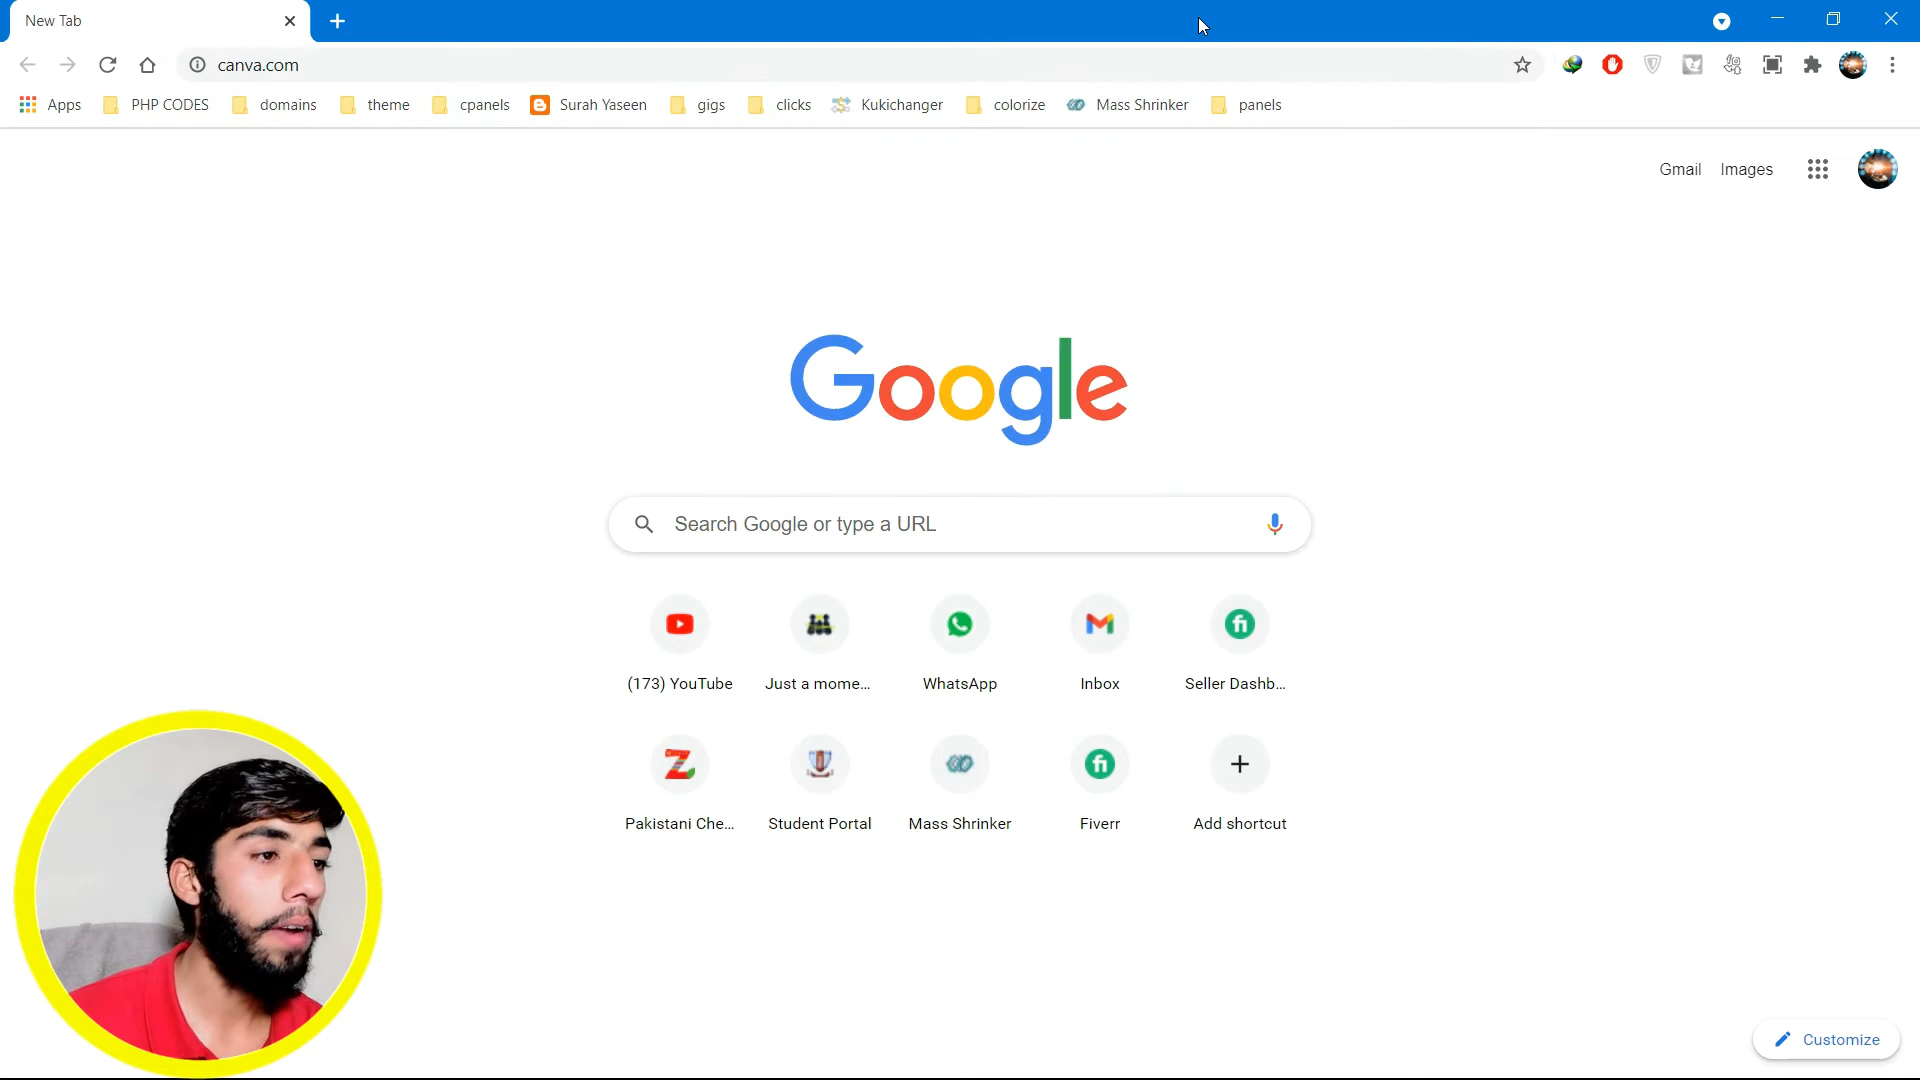 New Tab
canva.com
Apps PHP CODES domains theme cpanels Surah Yaseen gigs clicks Kukichanger colorize Mass Shrinker panels
Gmail Images
Google
Search Google or type a URL
(173) YouTube Just a mome... WhatsApp Inbox Seller Dashb...
Pakistani Che... Student Portal Mass Shrinker Fiverr Add shortcut
Customize